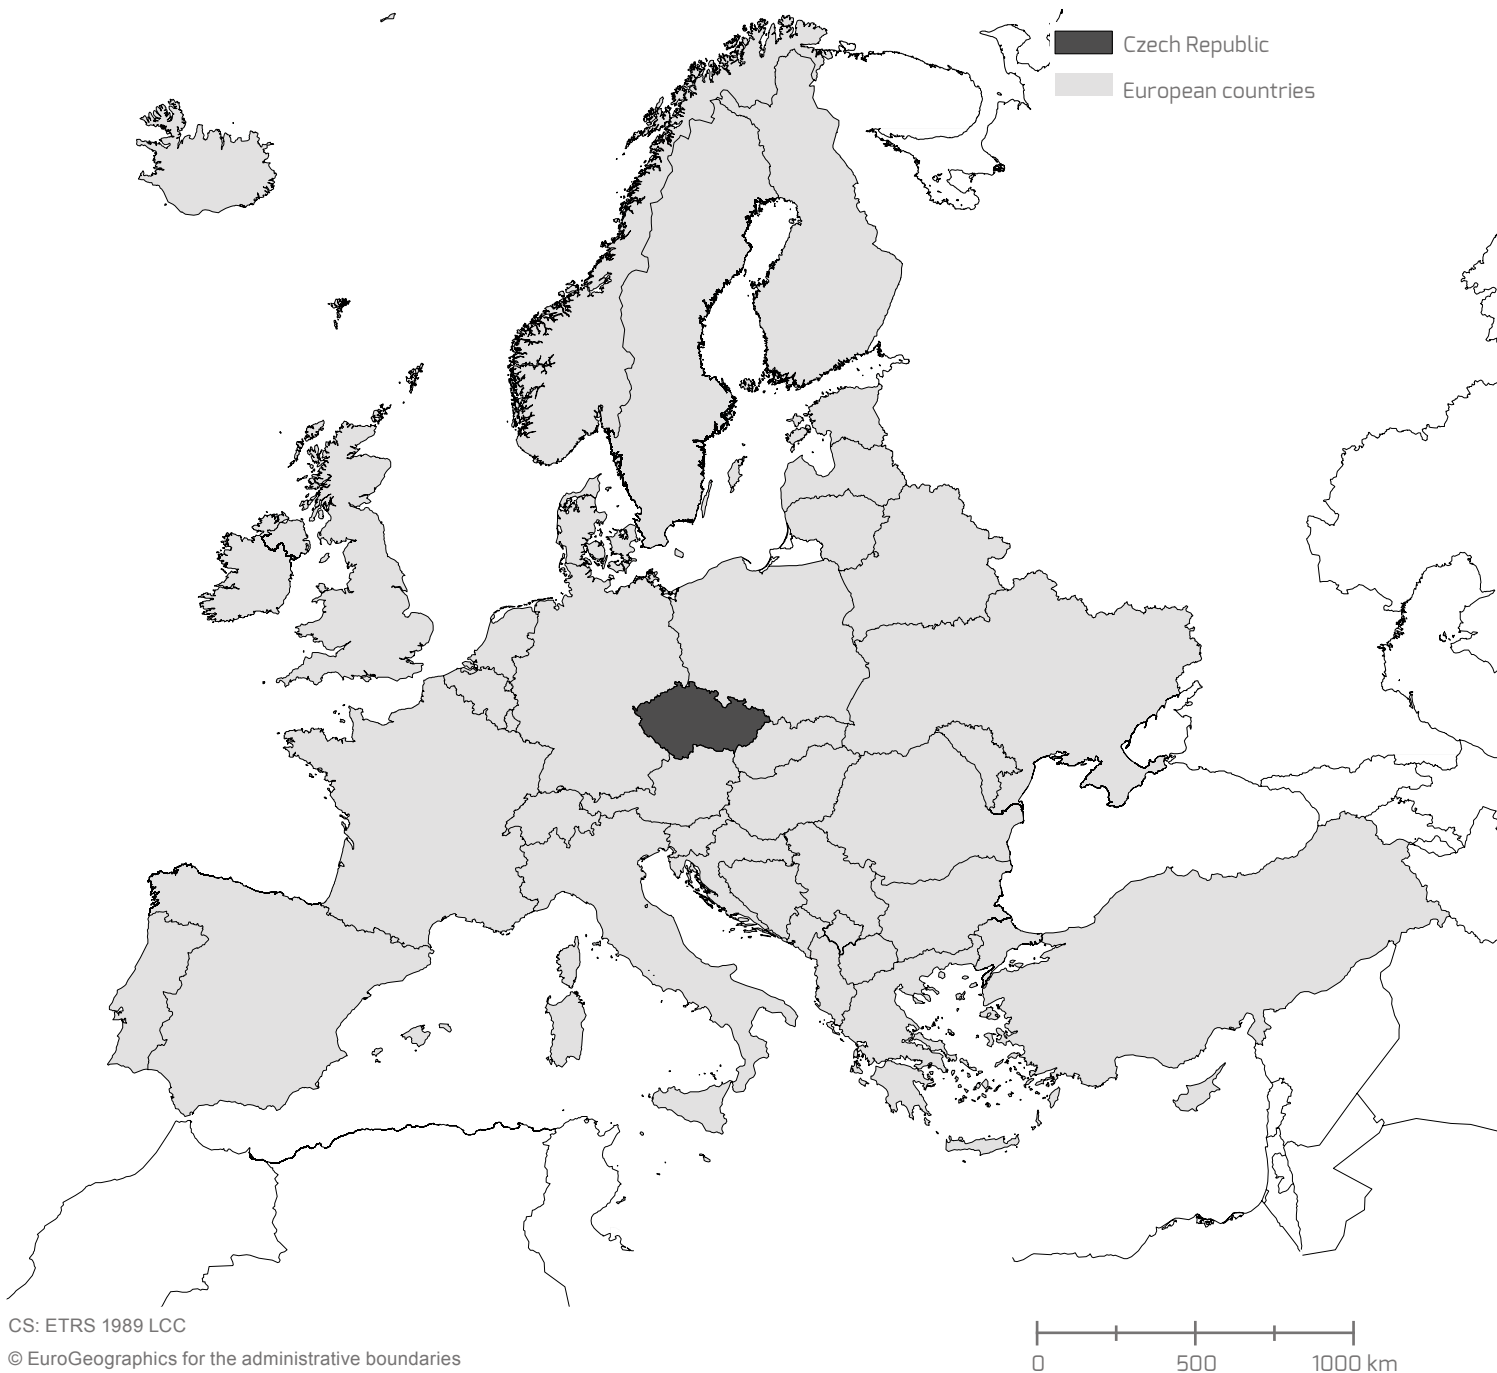 Czech Republic
European countries
CS: ETRS 1989 LCC
© EuroGeographics for the administrative boundaries
0 500 1000 km